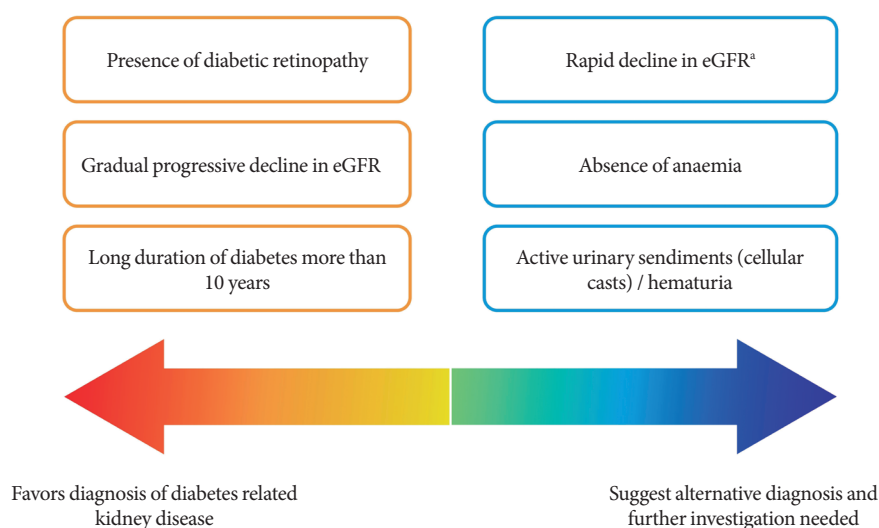 Presence of diabetic retinopathy
Rapid decline in eGFRᵃ
Gradual progressive decline in eGFR
Absence of anaemia
Long duration of diabetes more than
10 years
Active urinary sendiments (cellular
casts) / hematuria
Favors diagnosis of diabetes related
kidney disease
Suggest alternative diagnosis and
further investigation needed